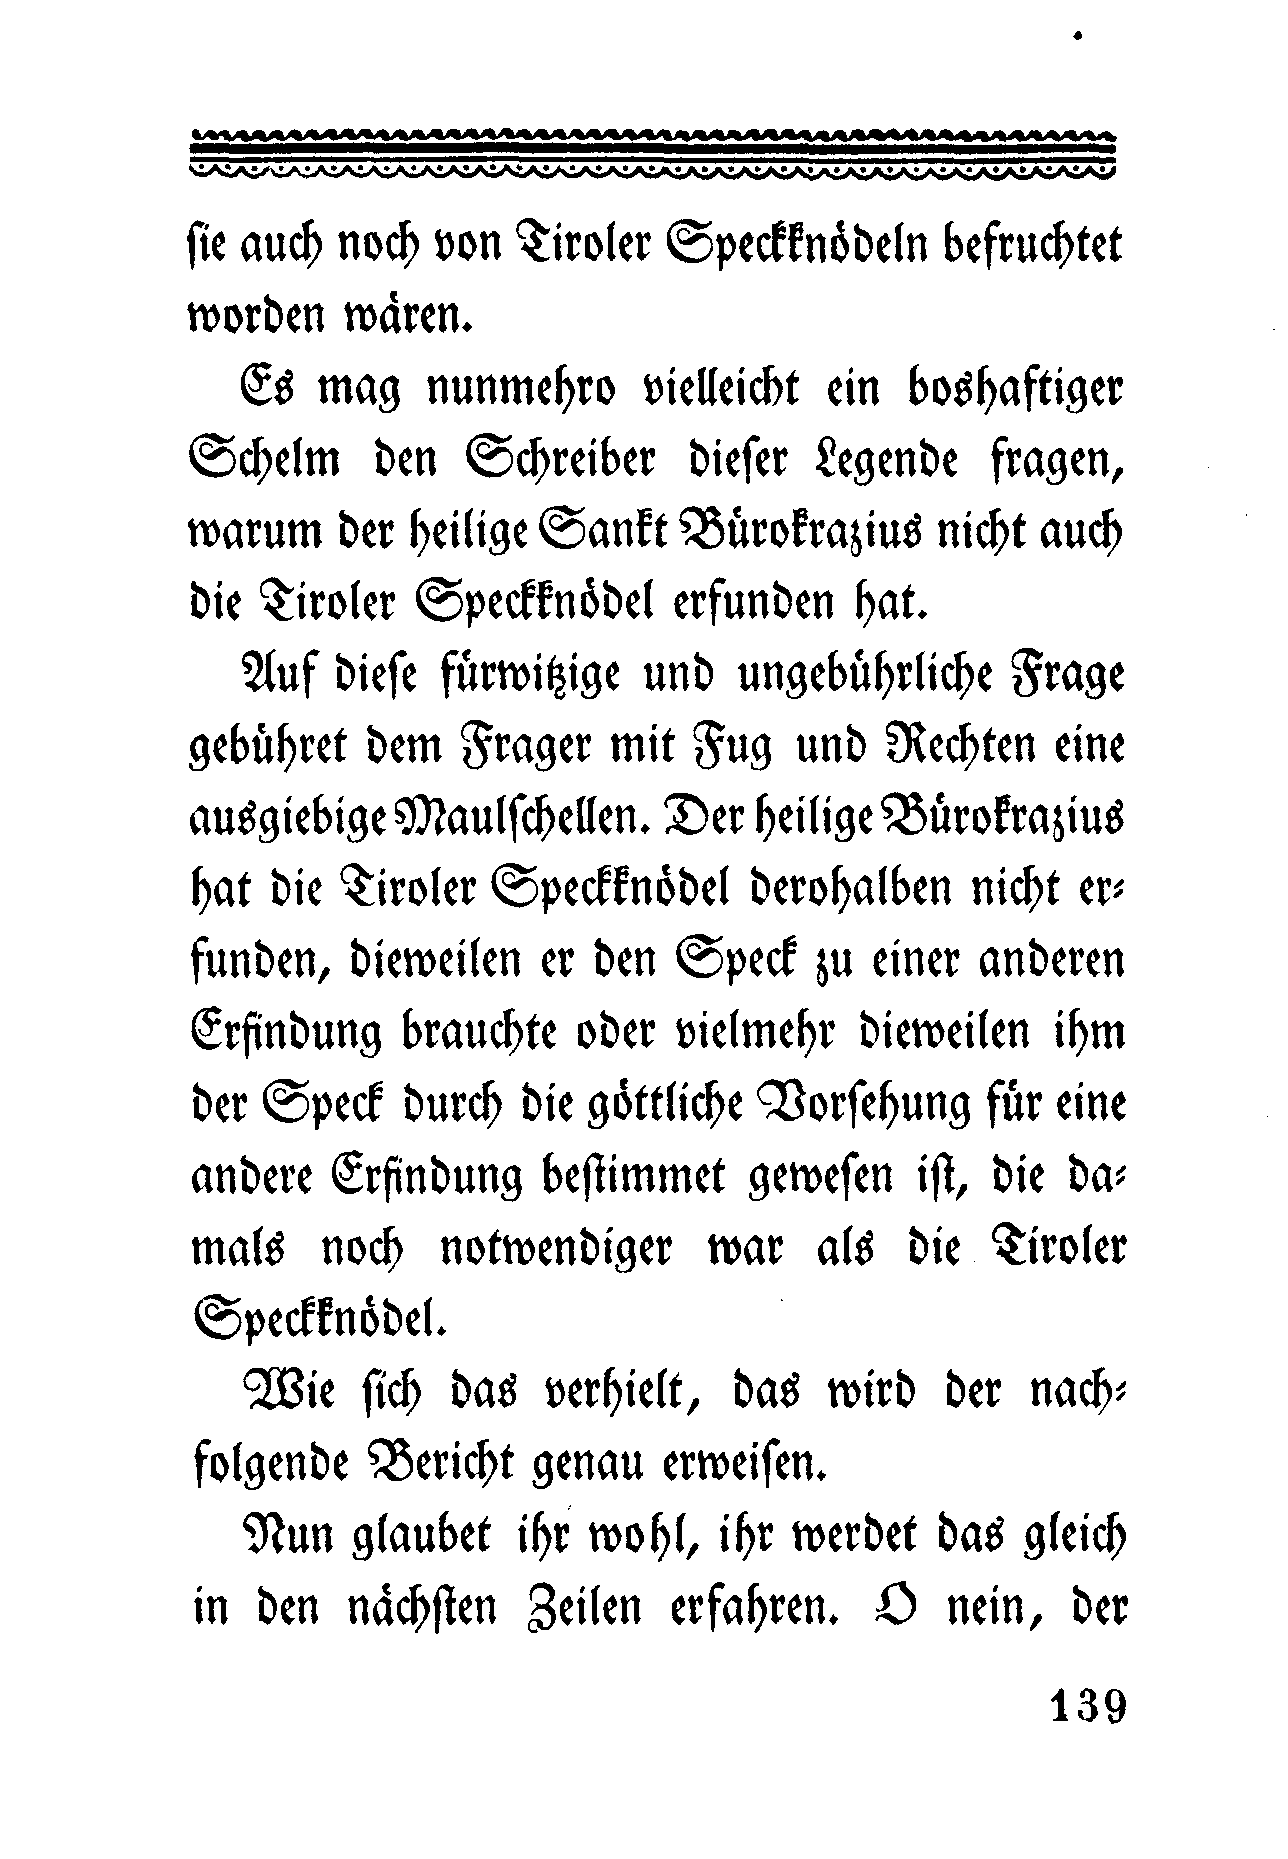 sie auch noch von Tiroler Speckknödeln befruchtet
worden wären.
Es mag nunmehro vielleicht ein boshaftiger
Schelm den Schreiber dieser Legende fragen,
warum der heilige Sankt Bürokrazius nicht auch
die Tiroler Speckknödel erfunden hat.
Auf diese fürwitzige und ungebührliche Frage
gebühret dem Frager mit Fug und Rechten eine
ausgiebige Maulschellen. Der heilige Bürokrazius
hat die Tiroler Speckknödel derohalben nicht er-
funden, dieweilen er den Speck zu einer anderen
Erfindung brauchte oder vielmehr dieweilen ihm
der Speck durch die göttliche Vorsehung für eine
andere Erfindung bestimmet gewesen ist, die da-
mals noch notwendiger war als die Tiroler
Speckknödel.
Wie sich das verhielt, das wird der nach-
folgende Bericht genau erweisen.
Nun glaubet ihr wohl, ihr werdet das gleich
in den nächsten Zeilen erfahren. O nein, der
139